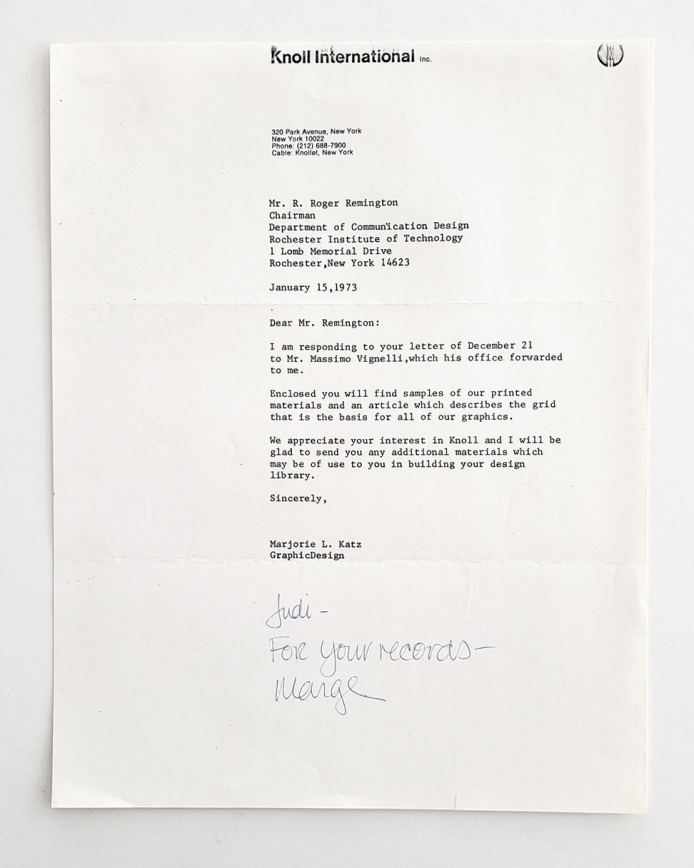 Knoll International Inc.
320 Park Avenue, New York
New York 10022
Phone: (212) 688-7900
Cable: Knollet, New York
Mr. R. Roger Remington
Chairman
Department of Communication Design
Rochester Institute of Technology
1 Lomb Memorial Drive
Rochester,New York 14623
January 15,1973
Dear Mr. Remington:
I am responding to your letter of December 21
to Mr. Massimo Vignelli,which his office forwarded
to me.
Enclosed you will find samples of our printed
materials and an article which describes the grid
that is the basis for all of our graphics.
We appreciate your interest in Knoll and I will be
glad to send you any additional materials which
may be of use to you in building your design
library.
Sincerely,
Marjorie L. Katz
GraphicDesign
Judi -
For your records-
Marge